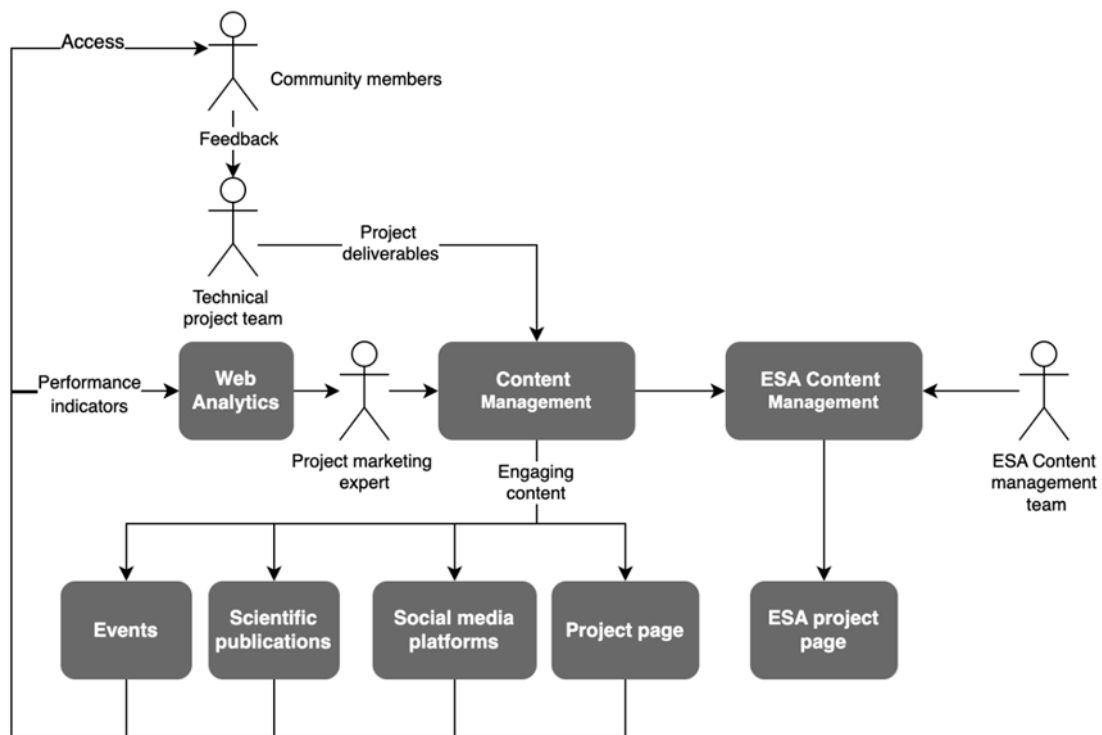 Access
Community members
Feedback
Project
deliverables
Technical
project team
Performance
indicators
Web
Analytics
Project marketing
expert
Content
Management
ESA Content
Management
ESA Content
management
team
Engaging
content
Events
Scientific
publications
Social media
platforms
Project page
ESA project
page